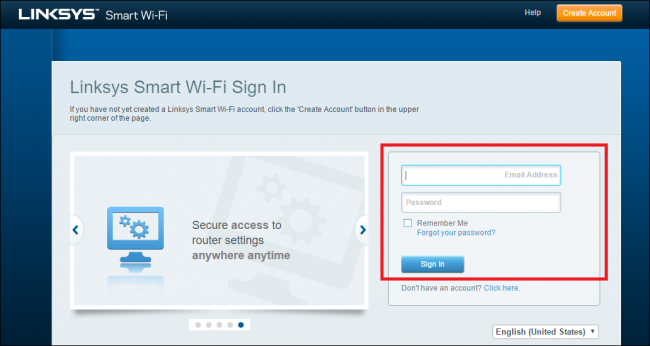 LINKSYS™ Smart Wi-Fi
Help
Create Account
Linksys Smart Wi-Fi Sign In
If you have not yet created a Linksys Smart Wi-Fi account, click the 'Create Account' button in the upper
right corner of the page.
Secure access to
router settings
anywhere anytime
Email Address
Password
Remember Me
Forgot your password?
Sign In
Don't have an account? Click here.
English (United States)